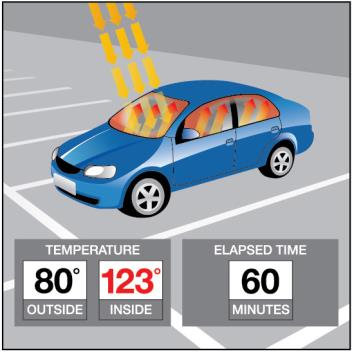 TEMPERATURE
80° 123°
OUTSIDE INSIDE
ELAPSED TIME
60
MINUTES